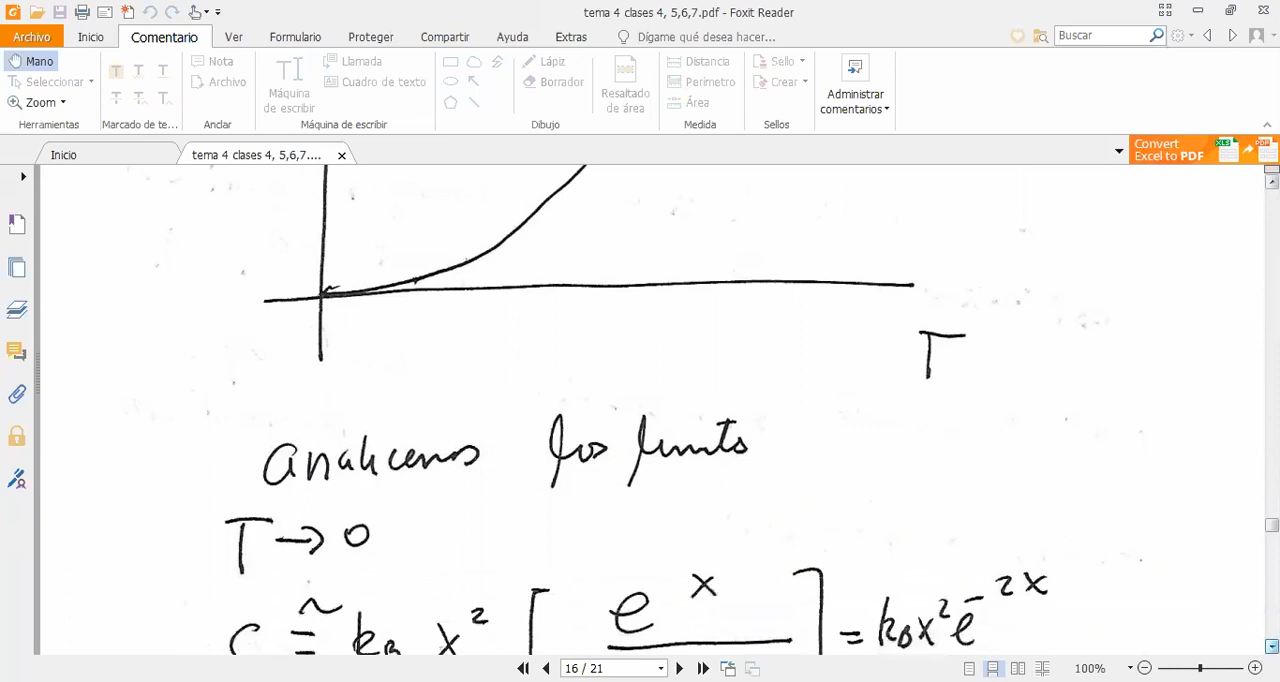 tema 4 clases 4, 5,6,7.pdf - Foxit Reader
Archivo Inicio Comentario Ver Formulario Proteger Compartir Ayuda Extras Dígame qué desea hacer... Buscar
Mano
Seleccionar
Zoom
Herramientas
T T T
T T T
Marcado de te...
Nota
Archivo
Anclar
Máquina de escribir
Llamada
Cuadro de texto
Máquina de escribir
Lápiz
Borrador
Dibujo
Resaltado de área
Distancia
Perímetro
Área
Medida
Sello
Crear
Sellos
Administrar comentarios
Inicio
tema 4 clases 4, 5,6,7....
Convert Excel to PDF
XLS
T
analicemos los limites
T → 0
C ≅ kB x² [ e^x ] = kB x² e^-2x
16 / 21
100%